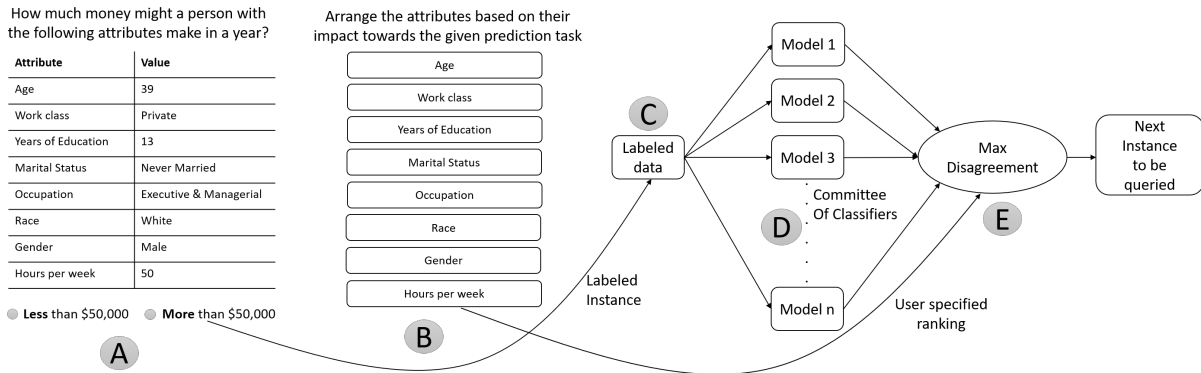 How much money might a person with
the following attributes make in a year?
Attribute Value
Age 39
Work class Private
Years of Education 13
Marital Status Never Married
Occupation Executive & Managerial
Race White
Gender Male
Hours per week 50
Less than $50,000 More than $50,000
A
Arrange the attributes based on their
impact towards the given prediction task
Age
Work class
Years of Education
Marital Status
Occupation
Race
Gender
Hours per week
B
C
Labeled
data
Labeled
Instance
Model 1
Model 2
Model 3
Committee
Of Classifiers
D
Model n
Max
Disagreement
E
User specified
ranking
Next
Instance
to be
queried